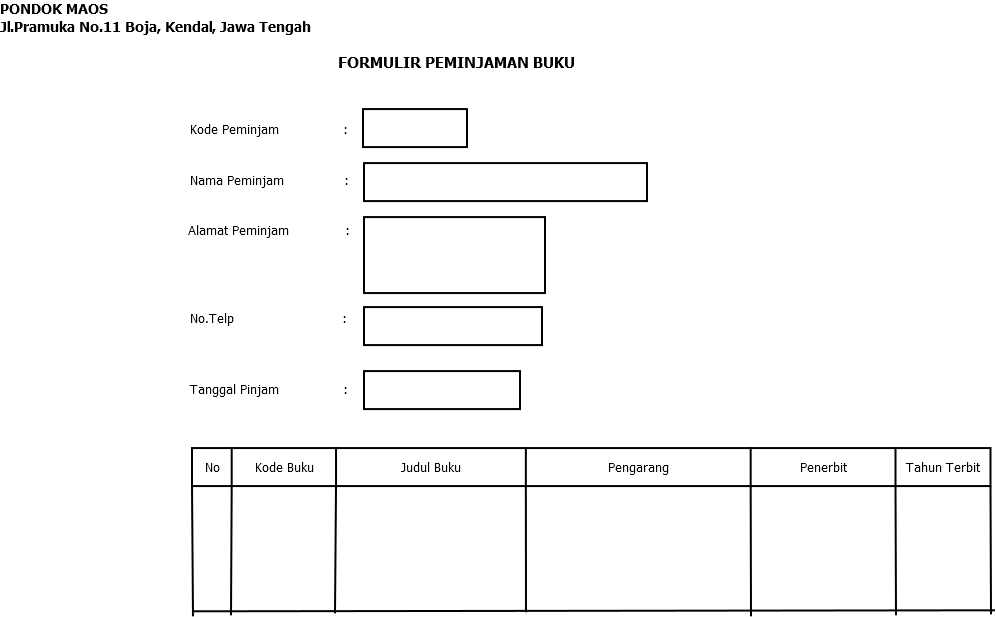 PONDOK MAOS
Jl.Pramuka No.11 Boja, Kendal, Jawa Tengah
FORMULIR PEMINJAMAN BUKU
Kode Peminjam :
Nama Peminjam :
Alamat Peminjam :
No.Telp :
Tanggal Pinjam :
No Kode Buku Judul Buku Pengarang Penerbit Tahun Terbit